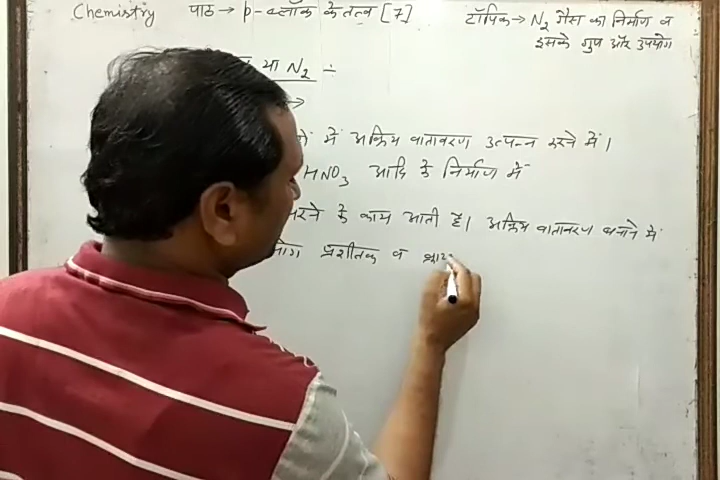 Chemistry पाठ → p-ब्लॉक के तत्व [7] टॉपिक → N₂ गैस का निर्माण व
इसके गुण और उपयोग
या N₂ ÷
→
में अक्रिय वातावरण उत्पन्न करने में।
HNO₃ आदि के निर्माण में
भरने के काम आती है। अक्रिय वातावरण बनाने में
प्रशीतक व